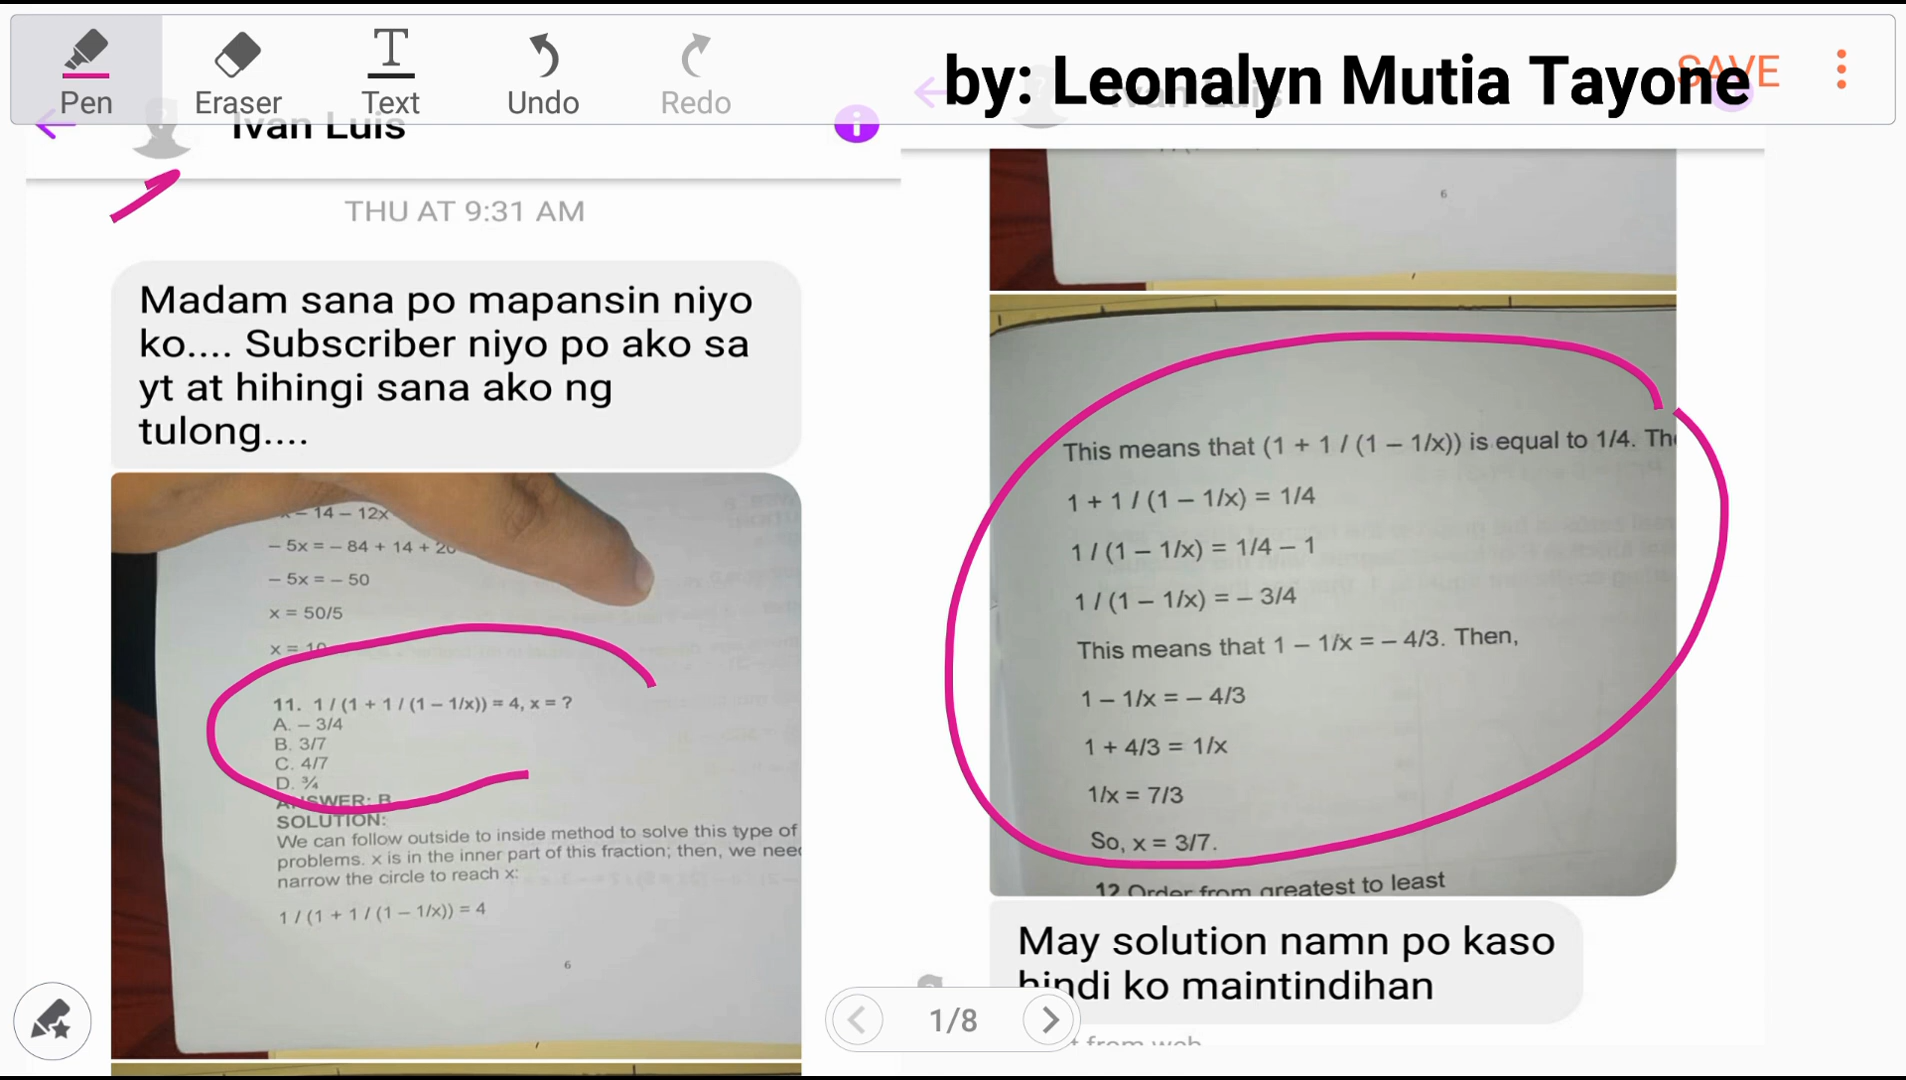 Pen
Eraser
Text
Undo
Redo
by: Leonalyn Mutia Tayone
SAVE
Ivan Luis
THU AT 9:31 AM
Madam sana po mapansin niyo
ko.... Subscriber niyo po ako sa
yt at hihingi sana ako ng
tulong....
– 14 – 12x
– 5x = – 84 + 14 + 20
– 5x = – 50
x = 50/5
x = 10
11. 1 / (1 + 1 / (1 – 1/x)) = 4, x = ?
A. – 3/4
B. 3/7
C. 4/7
D. ¾
ANSWER: B
SOLUTION:
We can follow outside to inside method to solve this type of
problems. x is in the inner part of this fraction; then, we
narrow the circle to reach x:
1 / (1 + 1 / (1 – 1/x)) = 4
6
6
This means that (1 + 1 / (1 – 1/x)) is equal to 1/4.
1 + 1 / (1 – 1/x) = 1/4
1 / (1 – 1/x) = 1/4 – 1
1 / (1 – 1/x) = – 3/4
This means that 1 – 1/x = – 4/3. Then,
1 – 1/x = – 4/3
1 + 4/3 = 1/x
1/x = 7/3
So, x = 3/7.
12 Order from greatest to least
May solution namn po kaso
hindi ko maintindihan
1/8
from web